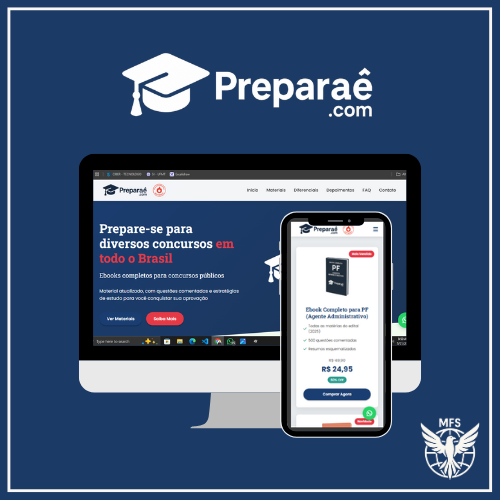 Preparaê
.com
Preparaê
.com
Início Materiais Diferenciais Depoimentos FAQ Contato
Prepare-se para
diversos concursos em
todo o Brasil
Ebooks completos para concursos públicos
Material atualizado, com questões comentadas e estratégias
de estudo para você conquistar sua aprovação
Ver Materiais Saiba Mais
Type here to search
Preparaê
.com
PF
Ebook Completo para PF
(Agente Administrativo)
Todas as matérias do edital
(2025)
500 questões comentadas
Resumos esquematizados
R$ 24,95
Comprar Agora
MFS